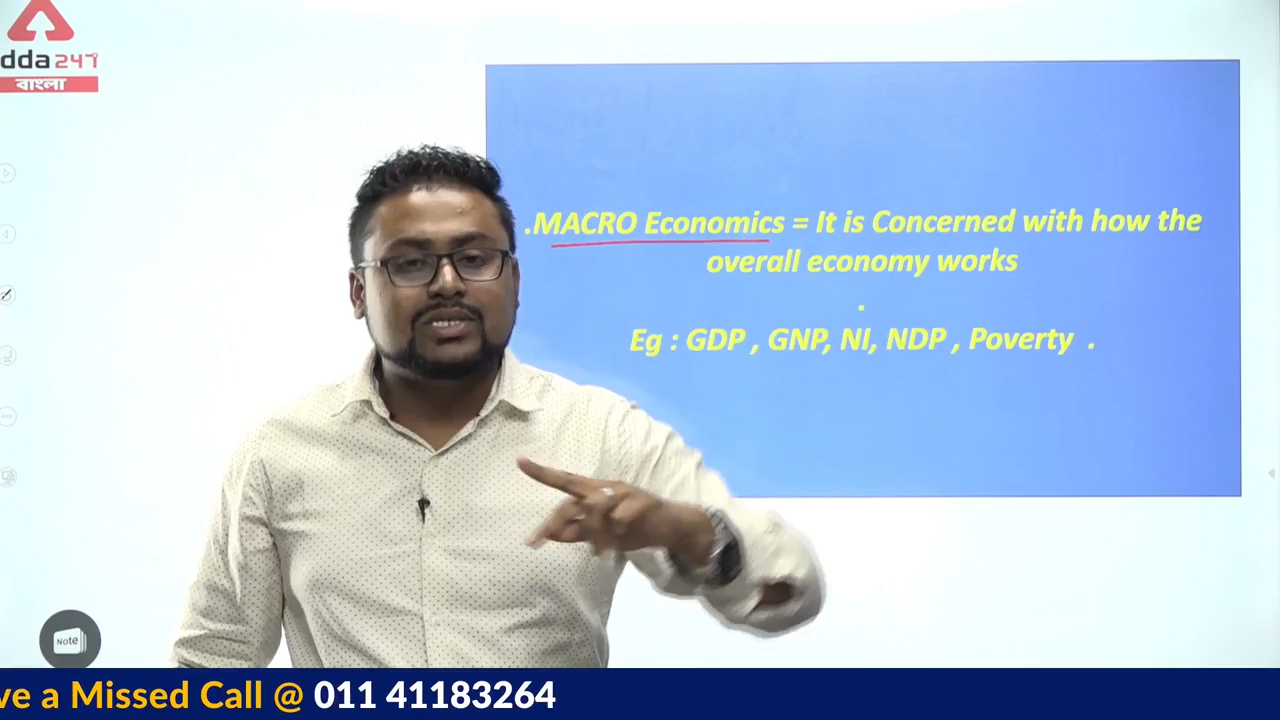 dda247
বাংলা
.MACRO Economics = It is Concerned with how the
overall economy works
.
Eg : GDP , GNP, NI, NDP , Poverty .
Note
ve a Missed Call @ 011 41183264